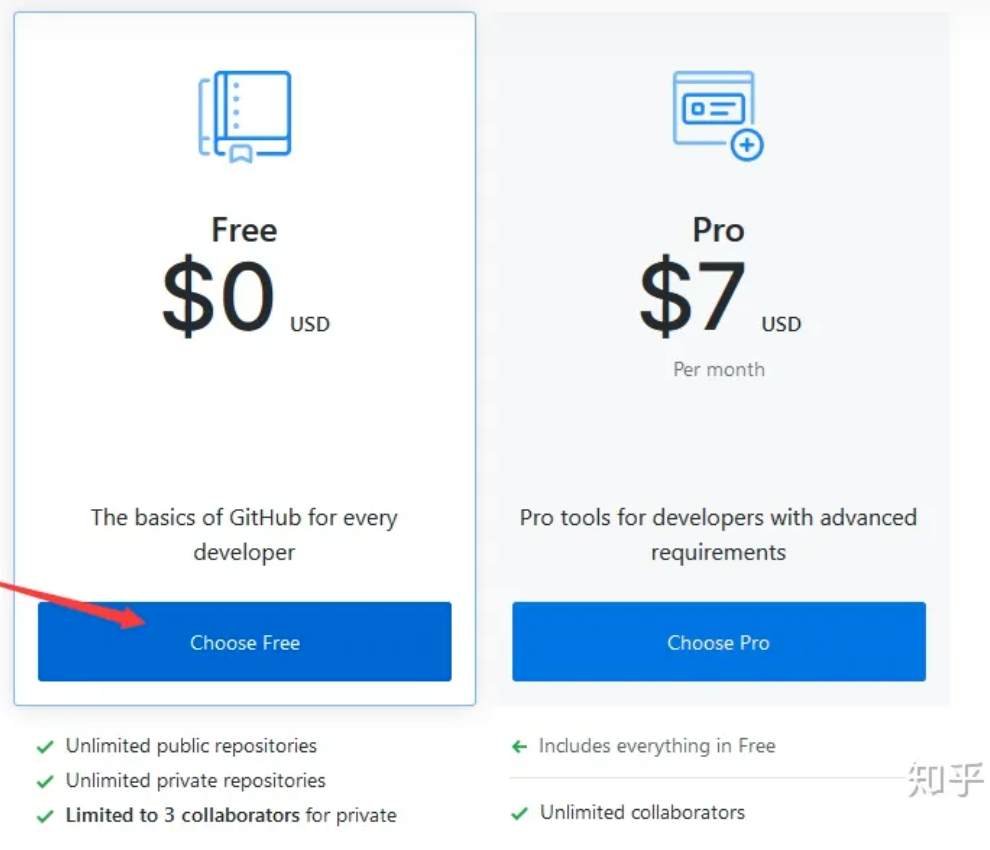 Free
$0 USD
The basics of GitHub for every
developer
Choose Free
Unlimited public repositories
Unlimited private repositories
Limited to 3 collaborators for private
Pro
$7 USD
Per month
Pro tools for developers with advanced
requirements
Choose Pro
Includes everything in Free
Unlimited collaborators
知乎